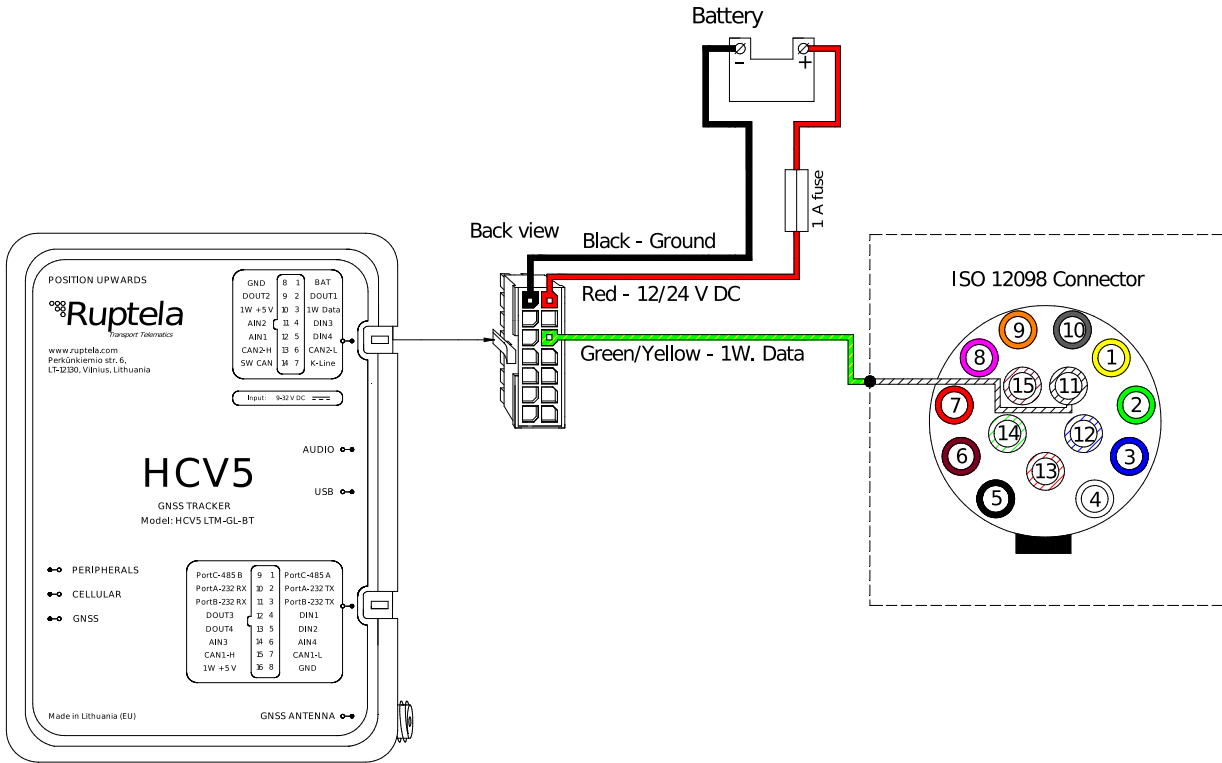 Battery
-
+
1 A fuse
Back view
Black - Ground
Red - 12/24 V DC
Green/Yellow - 1W. Data
ISO 12098 Connector
9
10
8
1
15
11
7
2
14
12
6
3
13
5
4
POSITION UPWARDS
Ruptela
Transport Telematics
www.ruptela.com
Perkūnkiemio str. 6,
LT-12130, Vilnius, Lithuania
GND 8 1 BAT
DOUT2 9 2 DOUT1
1W +5V 10 3 1W Data
AIN2 11 4 DIN3
AIN1 12 5 DIN4
CAN2-H 13 6 CAN2-L
SW CAN 14 7 K-Line
Input: 9-32 V DC
AUDIO
HCV5
USB
GNSS TRACKER
Model: HCV5 LTM-GL-BT
PERIPHERALS
CELLULAR
GNSS
PortC-485 B 9 1 PortC-485 A
PortA-232 RX 10 2 PortA-232 TX
PortB-232 RX 11 3 PortB-232 TX
DOUT3 12 4 DIN1
DOUT4 13 5 DIN2
AIN3 14 6 AIN4
CAN1-H 15 7 CAN1-L
1W +5V 16 8 GND
Made in Lithuania (EU)
GNSS ANTENNA